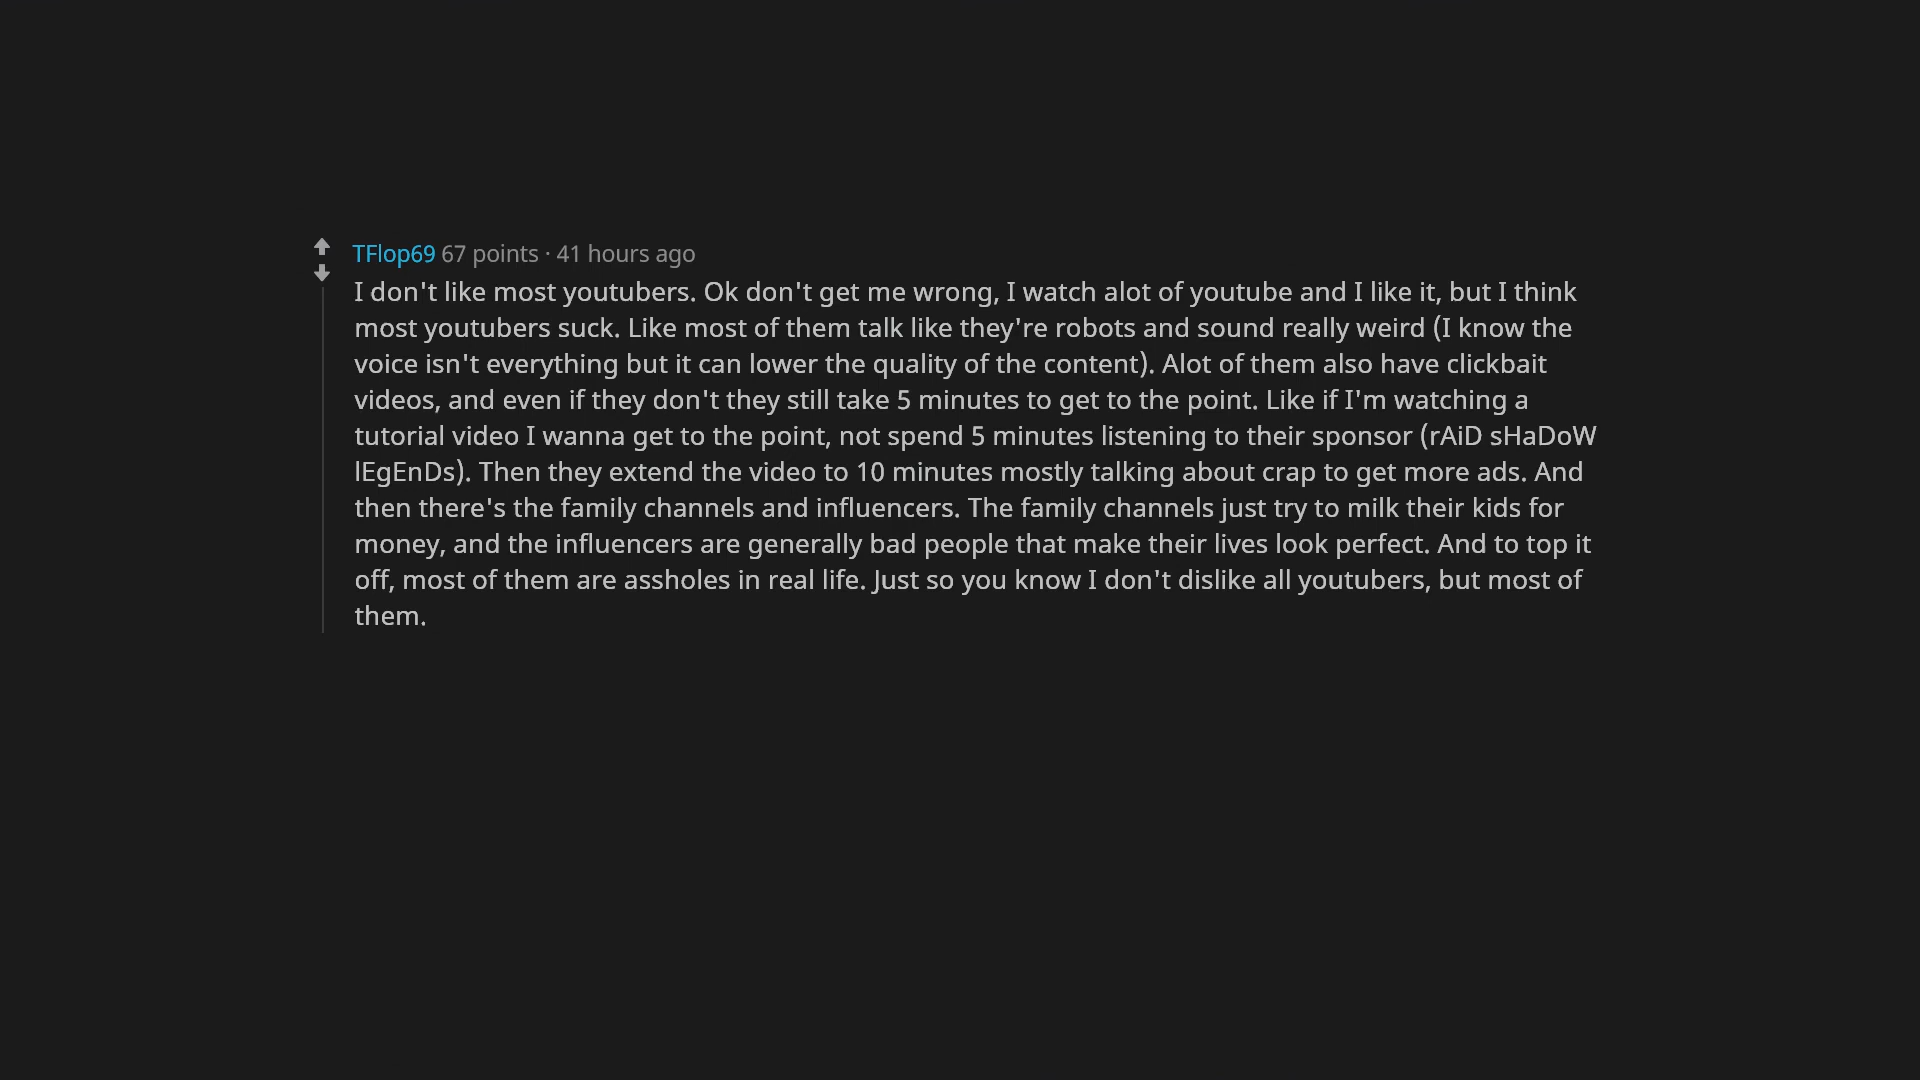 TFlop69 67 points · 41 hours ago
I don't like most youtubers. Ok don't get me wrong, I watch alot of youtube and I like it, but I think
most youtubers suck. Like most of them talk like they're robots and sound really weird (I know the
voice isn't everything but it can lower the quality of the content). Alot of them also have clickbait
videos, and even if they don't they still take 5 minutes to get to the point. Like if I'm watching a
tutorial video I wanna get to the point, not spend 5 minutes listening to their sponsor (rAiD sHaDoW
lEgEnDs). Then they extend the video to 10 minutes mostly talking about crap to get more ads. And
then there's the family channels and influencers. The family channels just try to milk their kids for
money, and the influencers are generally bad people that make their lives look perfect. And to top it
off, most of them are assholes in real life. Just so you know I don't dislike all youtubers, but most of
them.